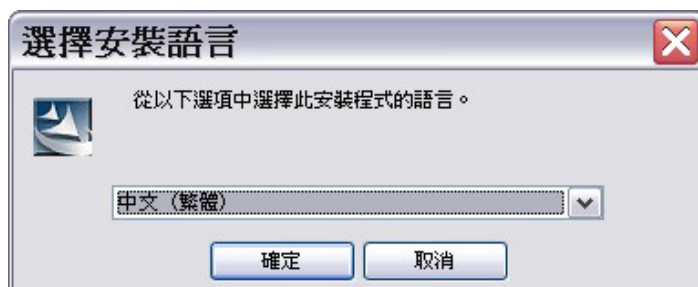 選擇安裝語言
從以下選項中選擇此安裝程式的語言。
中文（繁體）
確定
取消